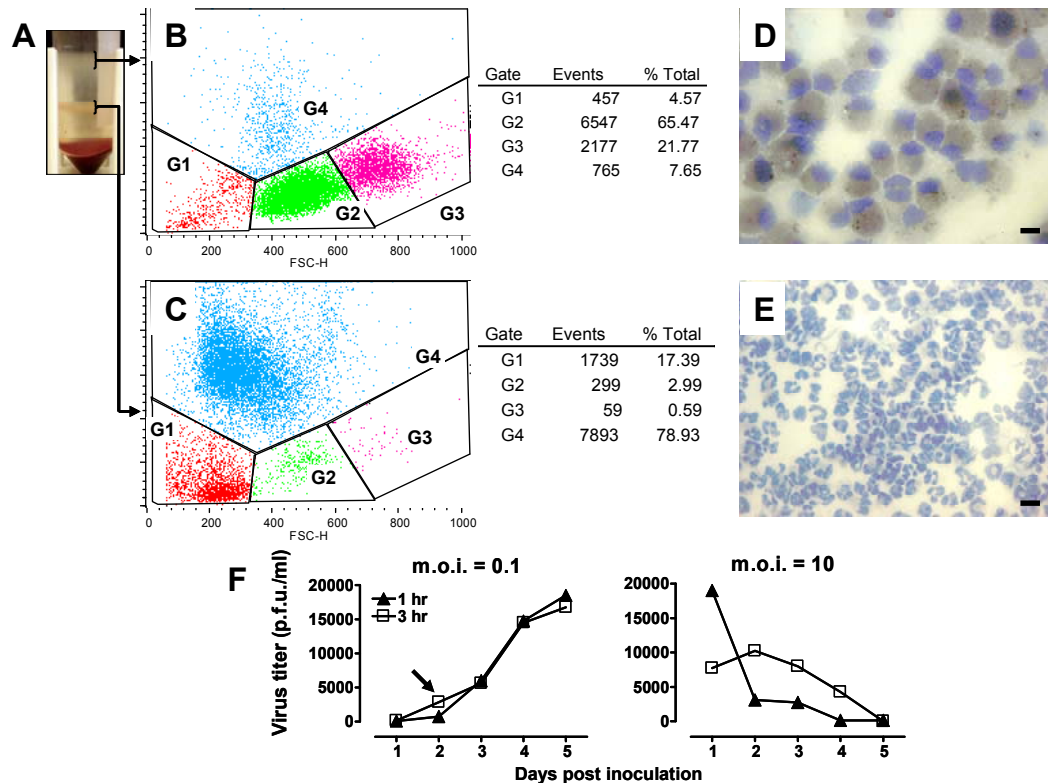 A
B
G4
G1
G2
G3
0 200 400 600 800 1000
FSC-H
Gate Events % Total
G1 457 4.57
G2 6547 65.47
G3 2177 21.77
G4 765 7.65
D
C
G4
G1
G3
G2
0 200 400 600 800 1000
FSC-H
Gate Events % Total
G1 1739 17.39
G2 299 2.99
G3 59 0.59
G4 7893 78.93
E
F
Virus titer (p.f.u./ml)
m.o.i. = 0.1
20000
15000
10000
5000
0
1 hr
3 hr
1 2 3 4 5
m.o.i. = 10
20000
15000
10000
5000
0
1 2 3 4 5
Days post inoculation